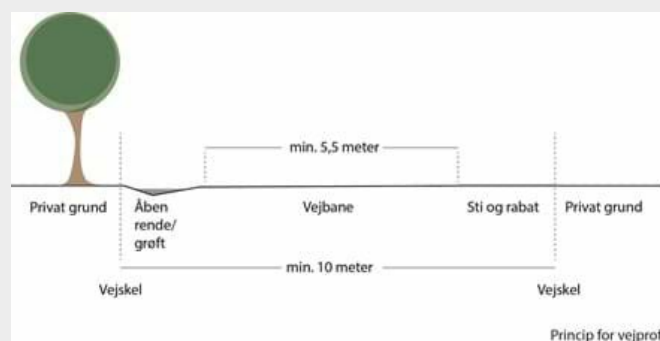 min. 5,5 meter
Privat grund
Åben
rende/
grøft
Vejbane
Sti og rabat
Privat grund
min. 10 meter
Vejskel
Vejskel
Princip for vejprof